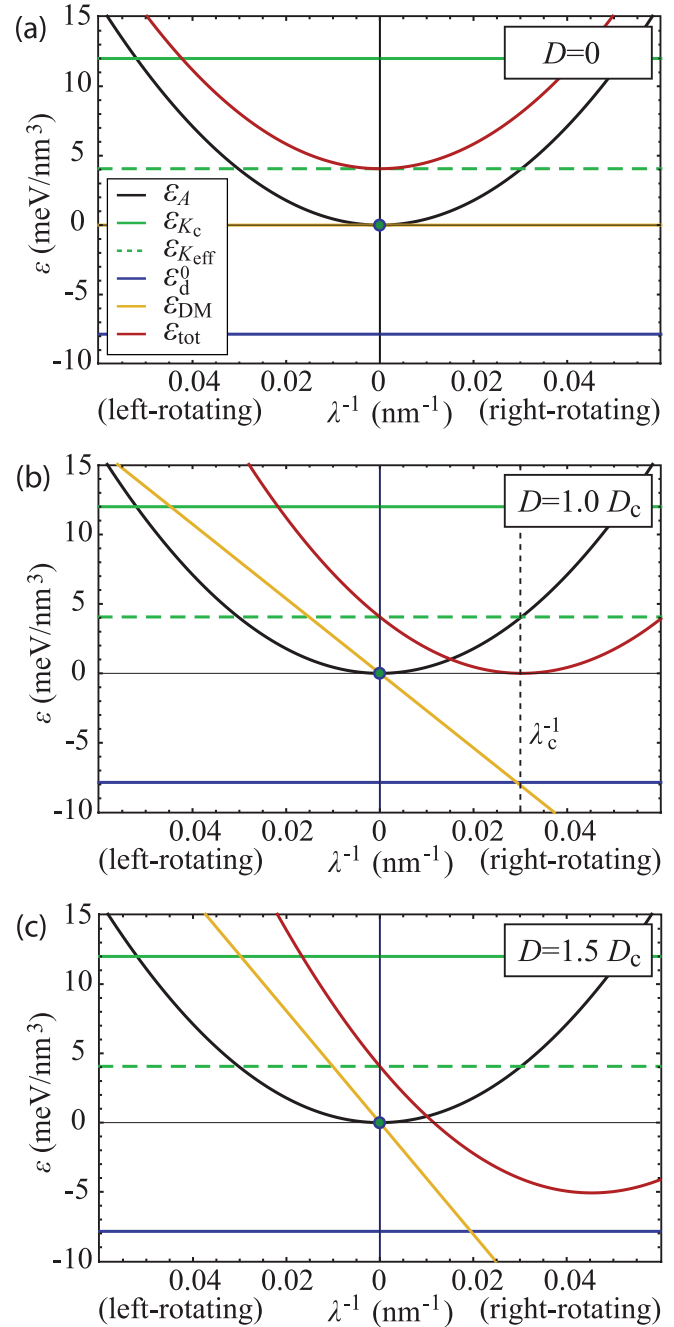 (a)
D=0
15
10
5
0
-5
-10
ε (meV/nm³)
ε_A
ε_Kc
ε_Keff
ε_d^0
ε_DM
ε_tot
0.04 0.02 0 0.02 0.04
(left-rotating) λ⁻¹ (nm⁻¹) (right-rotating)
(b)
D=1.0 D_c
15
10
5
0
-5
-10
ε (meV/nm³)
λ_c⁻¹
0.04 0.02 0 0.02 0.04
(left-rotating) λ⁻¹ (nm⁻¹) (right-rotating)
(c)
D=1.5 D_c
15
10
5
0
-5
-10
ε (meV/nm³)
0.04 0.02 0 0.02 0.04
(left-rotating) λ⁻¹ (nm⁻¹) (right-rotating)